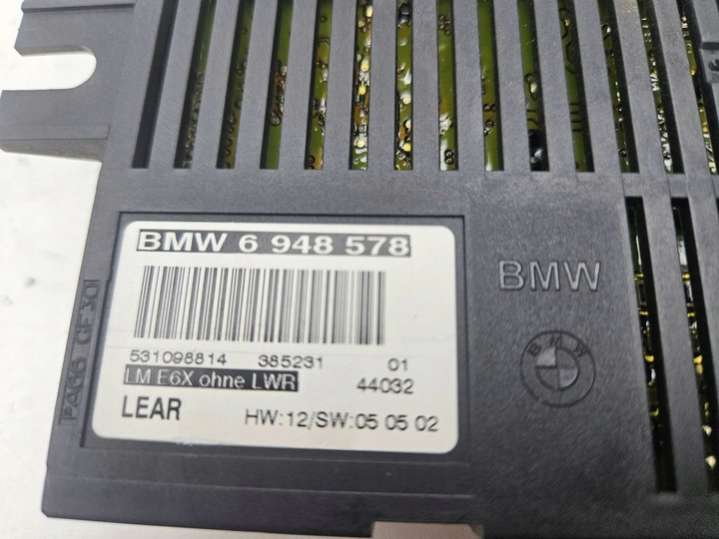 BMW 6 948 578
531098814 385231 01
LM E6X ohne LWR 44032
LEAR HW:12/SW:05 05 02
BMW
BMW